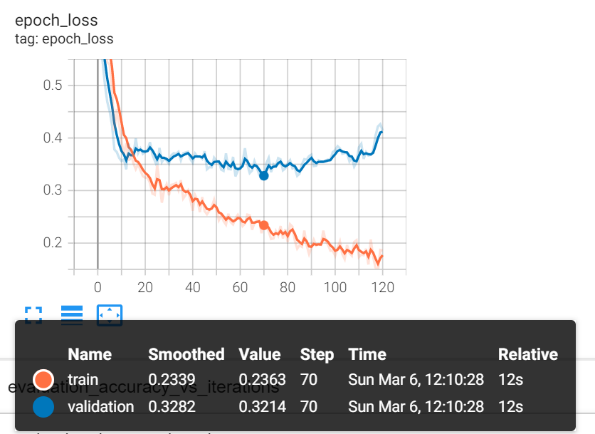 epoch_loss
tag: epoch_loss
0.5
0.4
0.3
0.2
0 20 40 60 80 100 120
Name Smoothed Value Step Time Relative
train 0.2339 0.2363 70 Sun Mar 6, 12:10:28 12s
evaluation_accuracy_vs_iterations
validation 0.3282 0.3214 70 Sun Mar 6, 12:10:28 12s